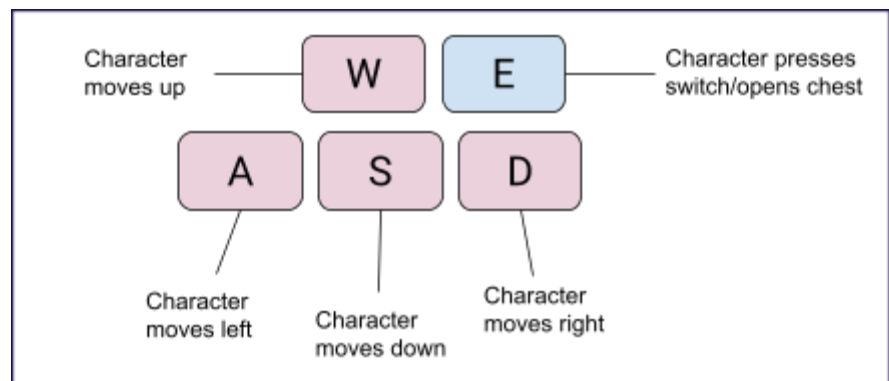 Character
moves up
W
E
Character presses
switch/opens chest
A
S
D
Character
moves left
Character
moves down
Character
moves right